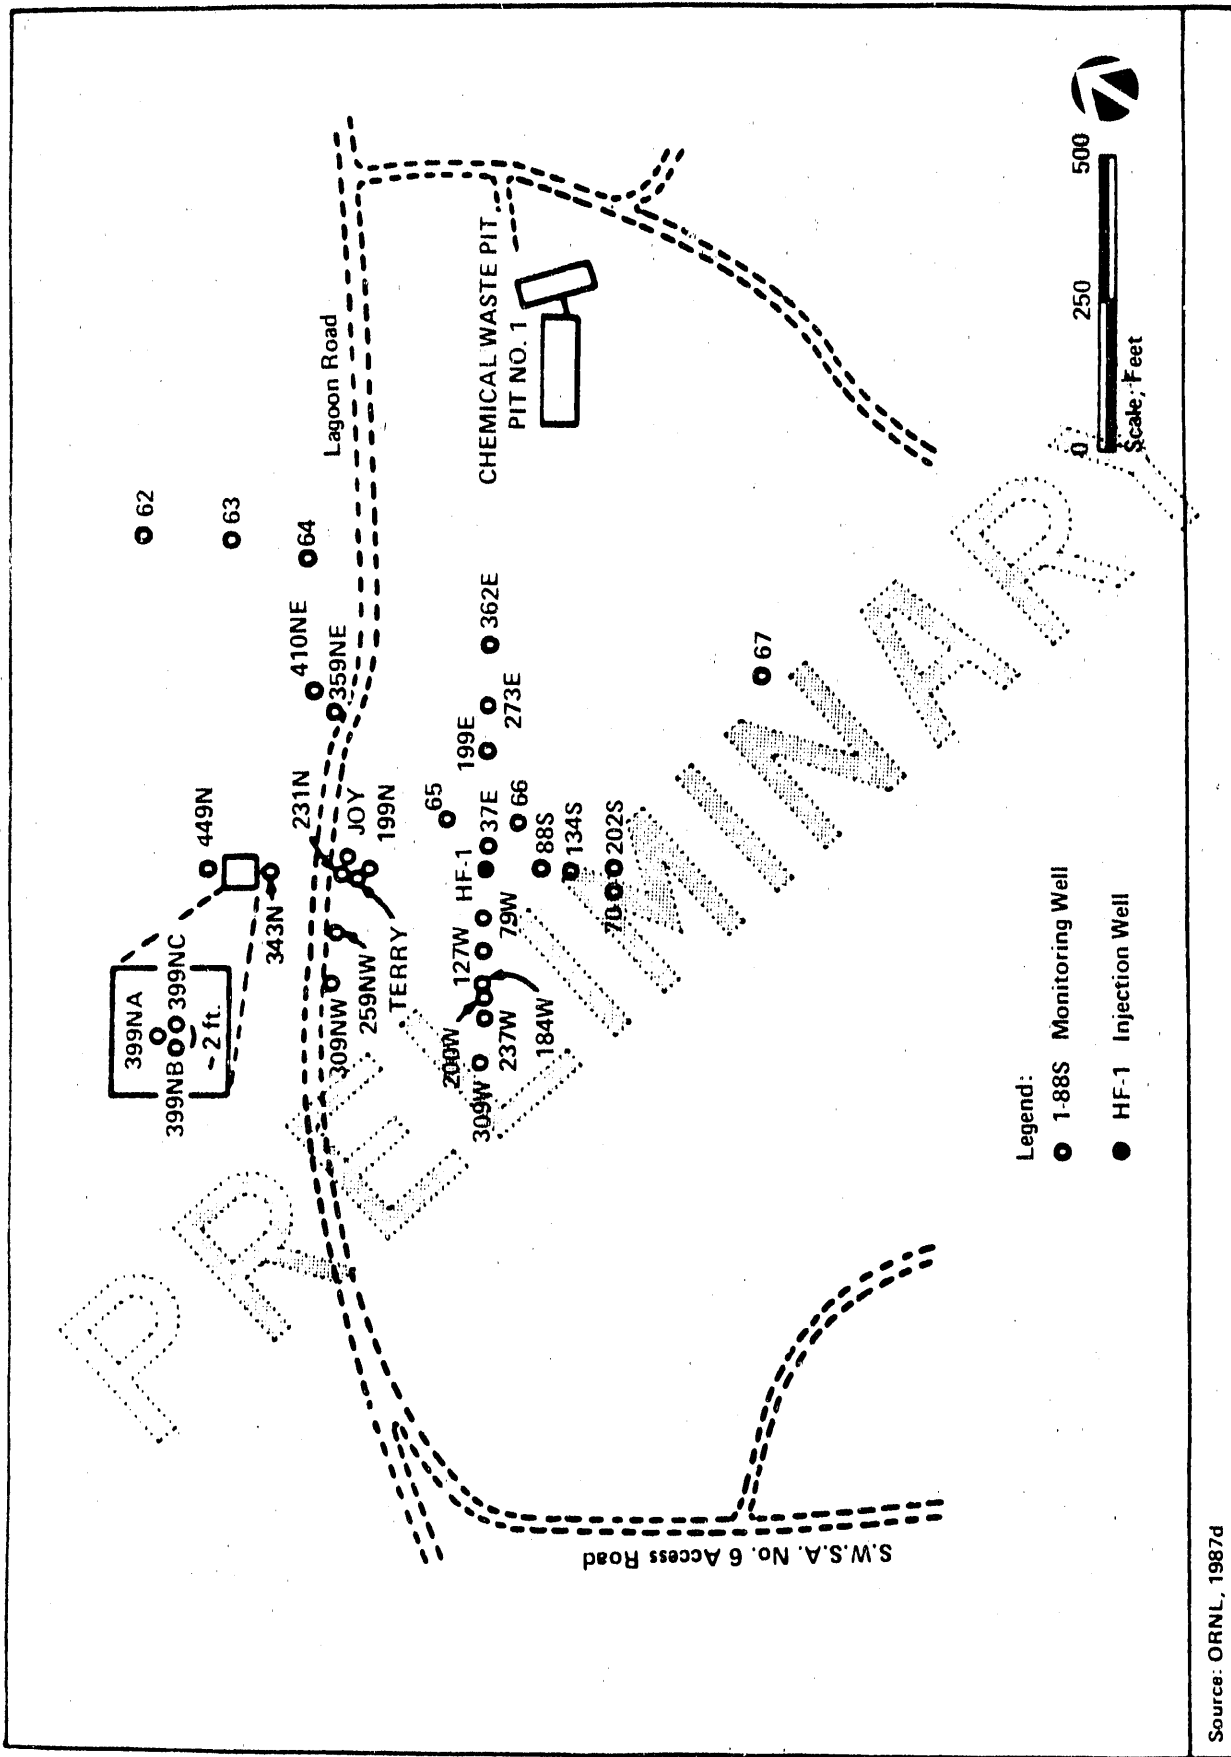 PRELIMINARY
62
63
64
Lagoon Road
410NE
359NE
449N
343N
231N
JOY
199N
TERRY
259NW
309NW
399NA
399NB
399NC
~2 ft.
CHEMICAL WASTE PIT
PIT NO. 1
362E
273E
199E
65
37E
66
HF-1
88S
134S
202S
70
79W
127W
184W
200W
237W
309W
67
S.W.S.A. No. 6 Access Road
0 250 500
Scale, Feet
Legend:
1-88S Monitoring Well
HF-1 Injection Well
Source: ORNL, 1987d